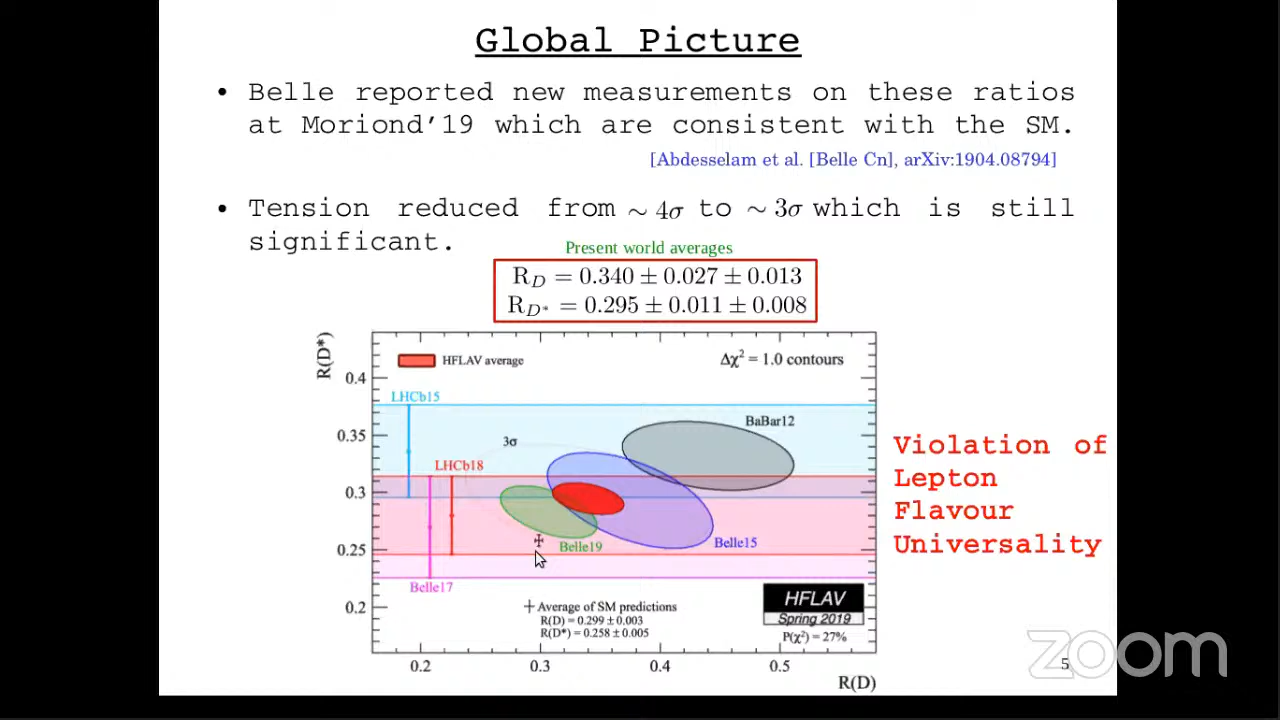 Global Picture
• Belle reported new measurements on these ratios
at Moriond'19 which are consistent with the SM.
[Abdesselam et al. [Belle Cn], arXiv:1904.08794]
• Tension reduced from ∼ 4σ to ∼ 3σ which is still
significant.
Present world averages
R_D = 0.340 ± 0.027 ± 0.013
R_{D*} = 0.295 ± 0.011 ± 0.008
R(D*)
HFLAV average
Δχ² = 1.0 contours
0.4
LHCb15
BaBar12
0.35
3σ
LHCb18
0.3
0.25
Belle19
Belle15
Belle17
0.2
+ Average of SM predictions
R(D) = 0.299 ± 0.003
R(D*) = 0.258 ± 0.005
HFLAV
Spring 2019
P(χ²) = 27%
0.2 0.3 0.4 0.5
R(D)
Violation of
Lepton
Flavour
Universality
5
zoom